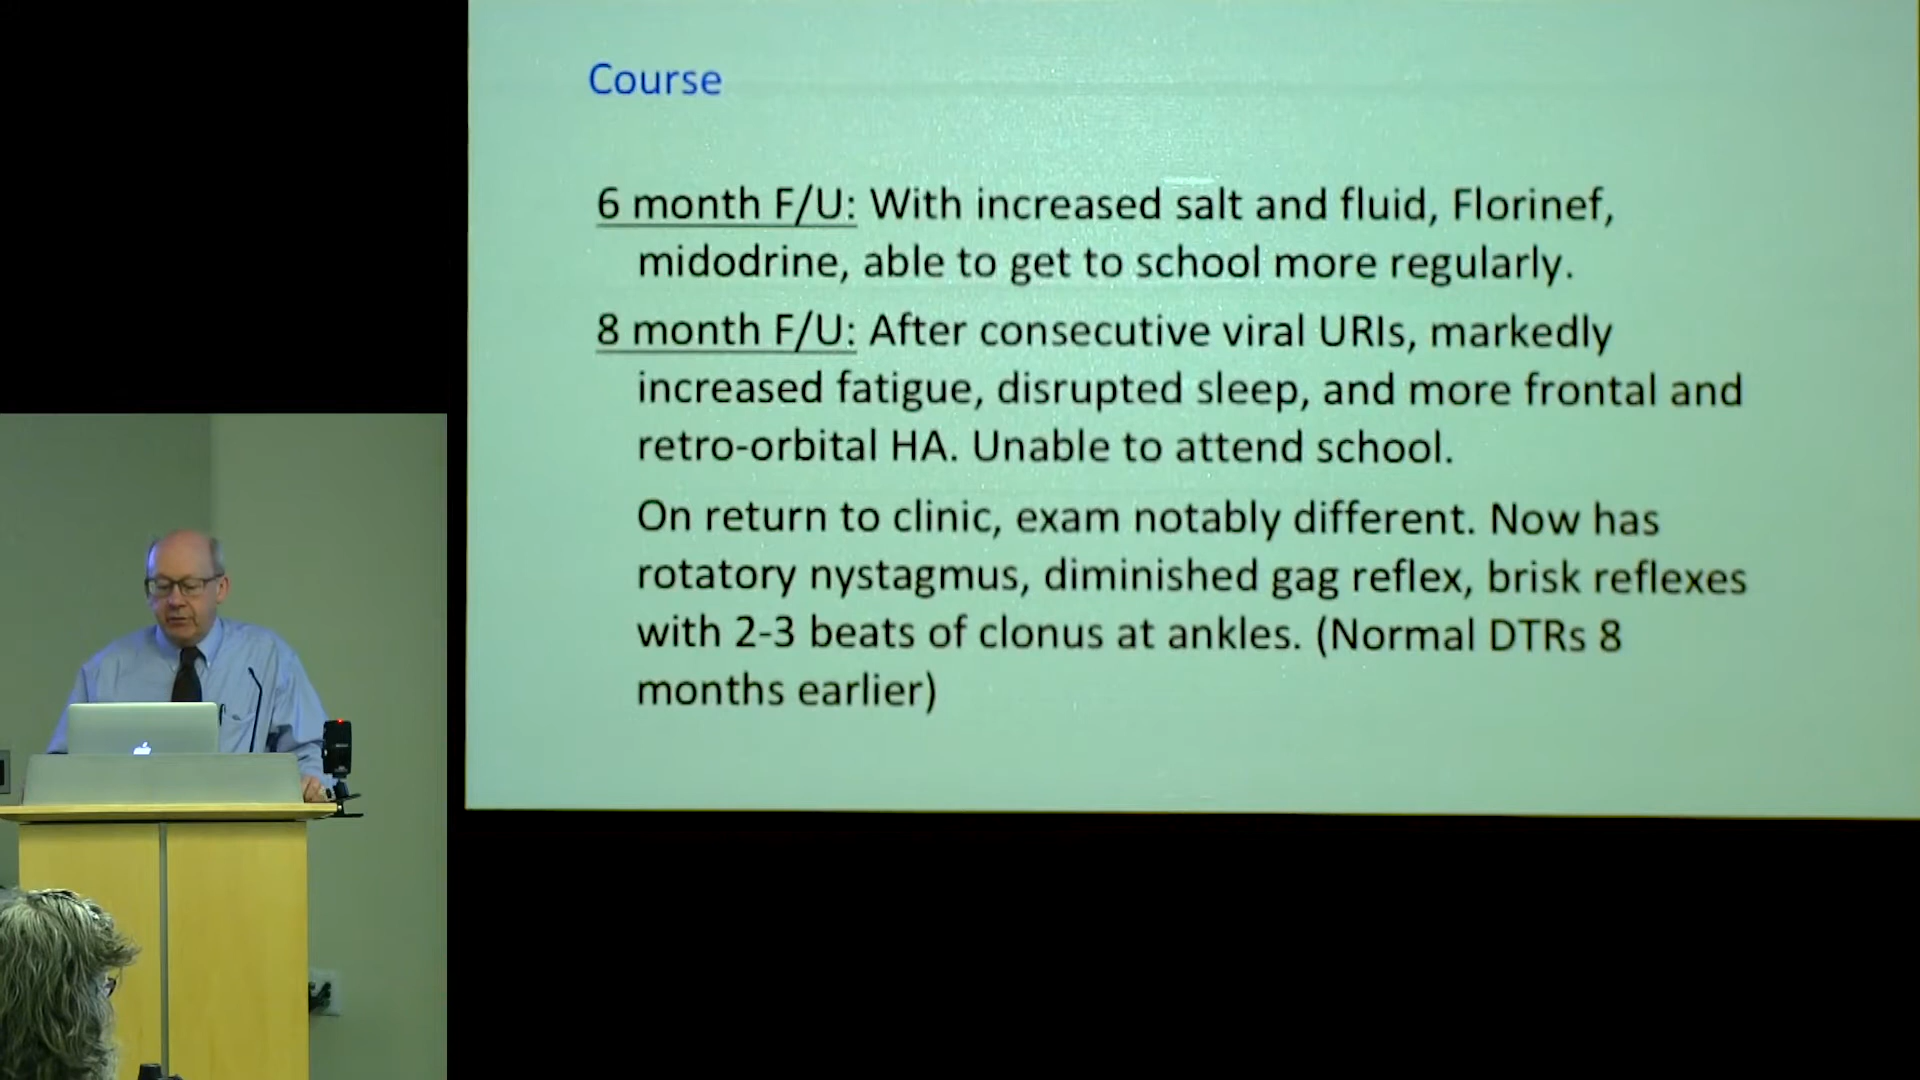 Course
6 month F/U: With increased salt and fluid, Florinef,
midodrine, able to get to school more regularly.
8 month F/U: After consecutive viral URIs, markedly
increased fatigue, disrupted sleep, and more frontal and
retro-orbital HA. Unable to attend school.
On return to clinic, exam notably different. Now has
rotatory nystagmus, diminished gag reflex, brisk reflexes
with 2-3 beats of clonus at ankles. (Normal DTRs 8
months earlier)